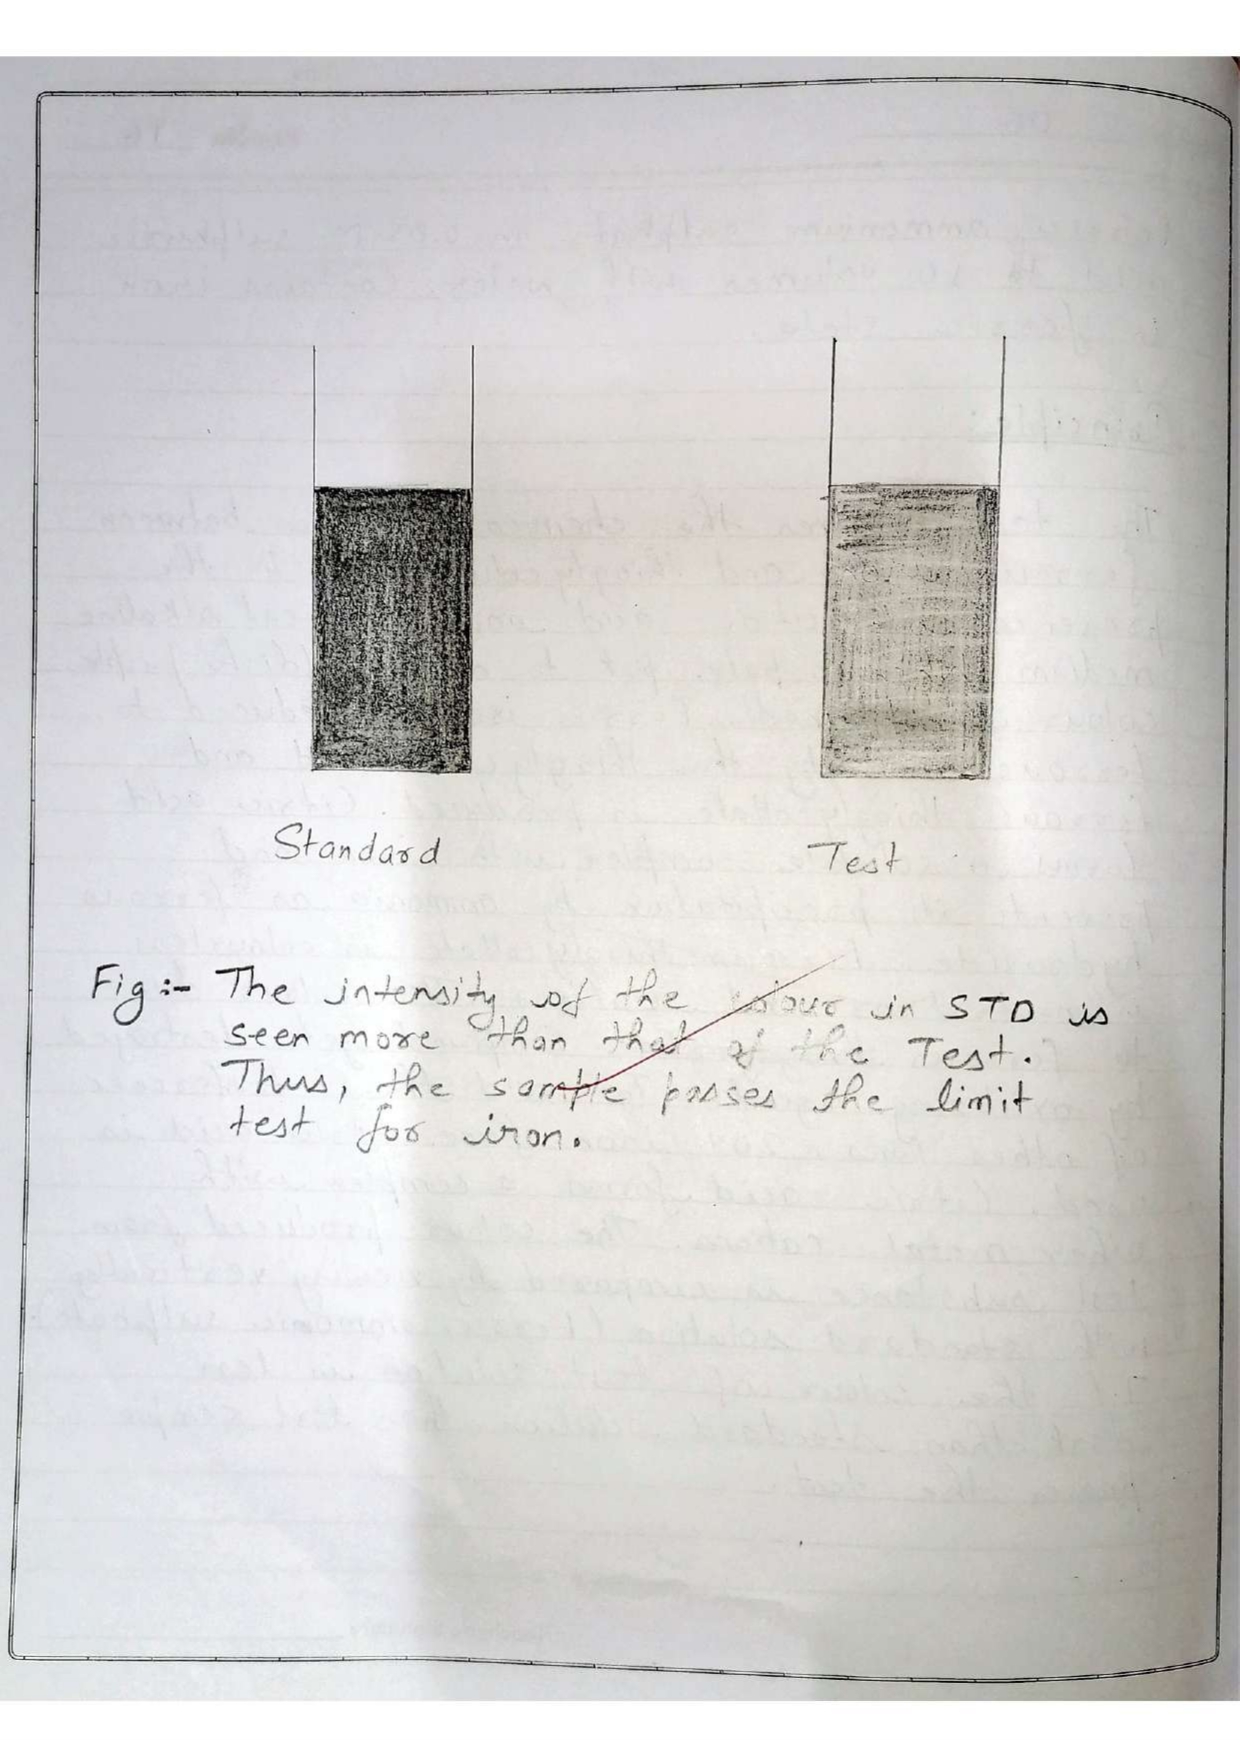 Standard
Test
Fig :- The intensity of the colour in STD is
seen more than that of the Test.
Thus, the sample passes the limit
test for iron.